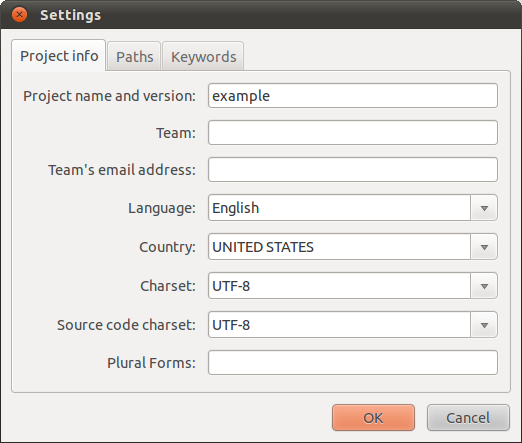 Settings
Project info Paths Keywords
Project name and version: example
Team:
Team's email address:
Language: English
Country: UNITED STATES
Charset: UTF-8
Source code charset: UTF-8
Plural Forms:
OK Cancel